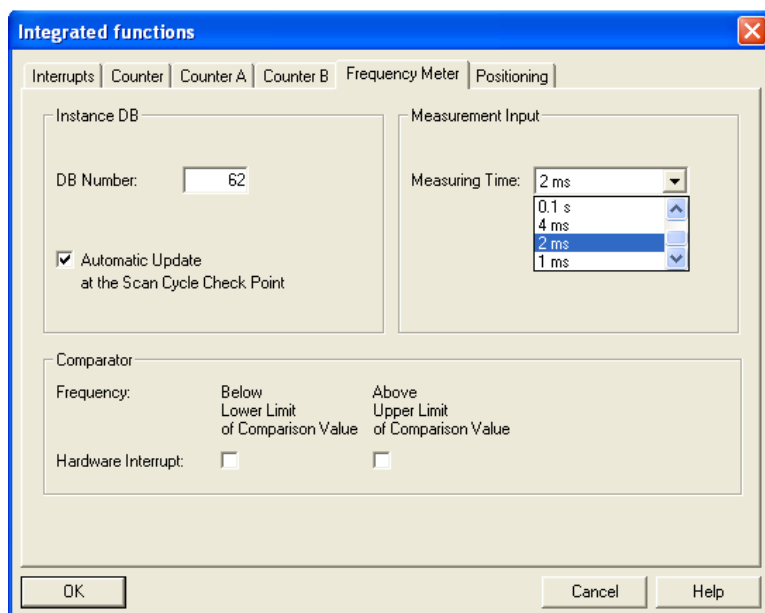 Integrated functions
Interrupts Counter Counter A Counter B Frequency Meter Positioning
Instance DB
DB Number: 62
Automatic Update
at the Scan Cycle Check Point
Measurement Input
Measuring Time: 2 ms
0.1 s
4 ms
2 ms
1 ms
Comparator
Frequency:
Below
Lower Limit
of Comparison Value
Above
Upper Limit
of Comparison Value
Hardware Interrupt:
OK Cancel Help